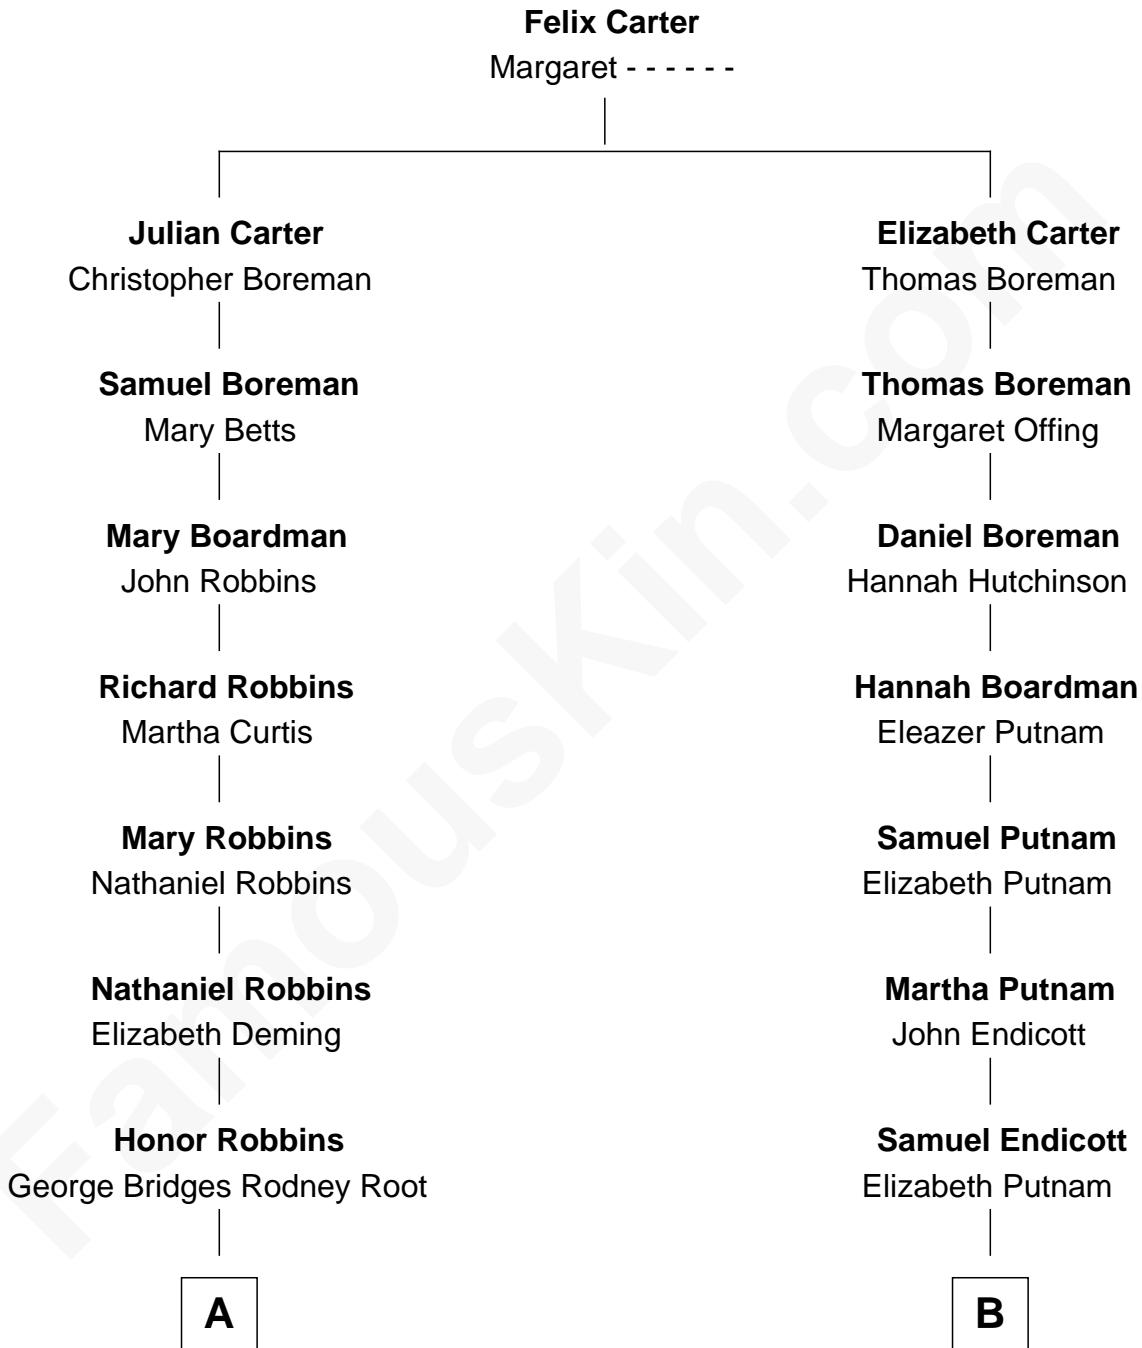 Felix Carter
Margaret - - - - - -
Julian Carter
Christopher Boreman
Elizabeth Carter
Thomas Boreman
Samuel Boreman
Mary Betts
Thomas Boreman
Margaret Offing
Mary Boardman
John Robbins
Daniel Boreman
Hannah Hutchinson
Richard Robbins
Martha Curtis
Hannah Boardman
Eleazer Putnam
Mary Robbins
Nathaniel Robbins
Samuel Putnam
Elizabeth Putnam
Nathaniel Robbins
Elizabeth Deming
Martha Putnam
John Endicott
Honor Robbins
George Bridges Rodney Root
Samuel Endicott
Elizabeth Putnam
A
B
FamousKin.com